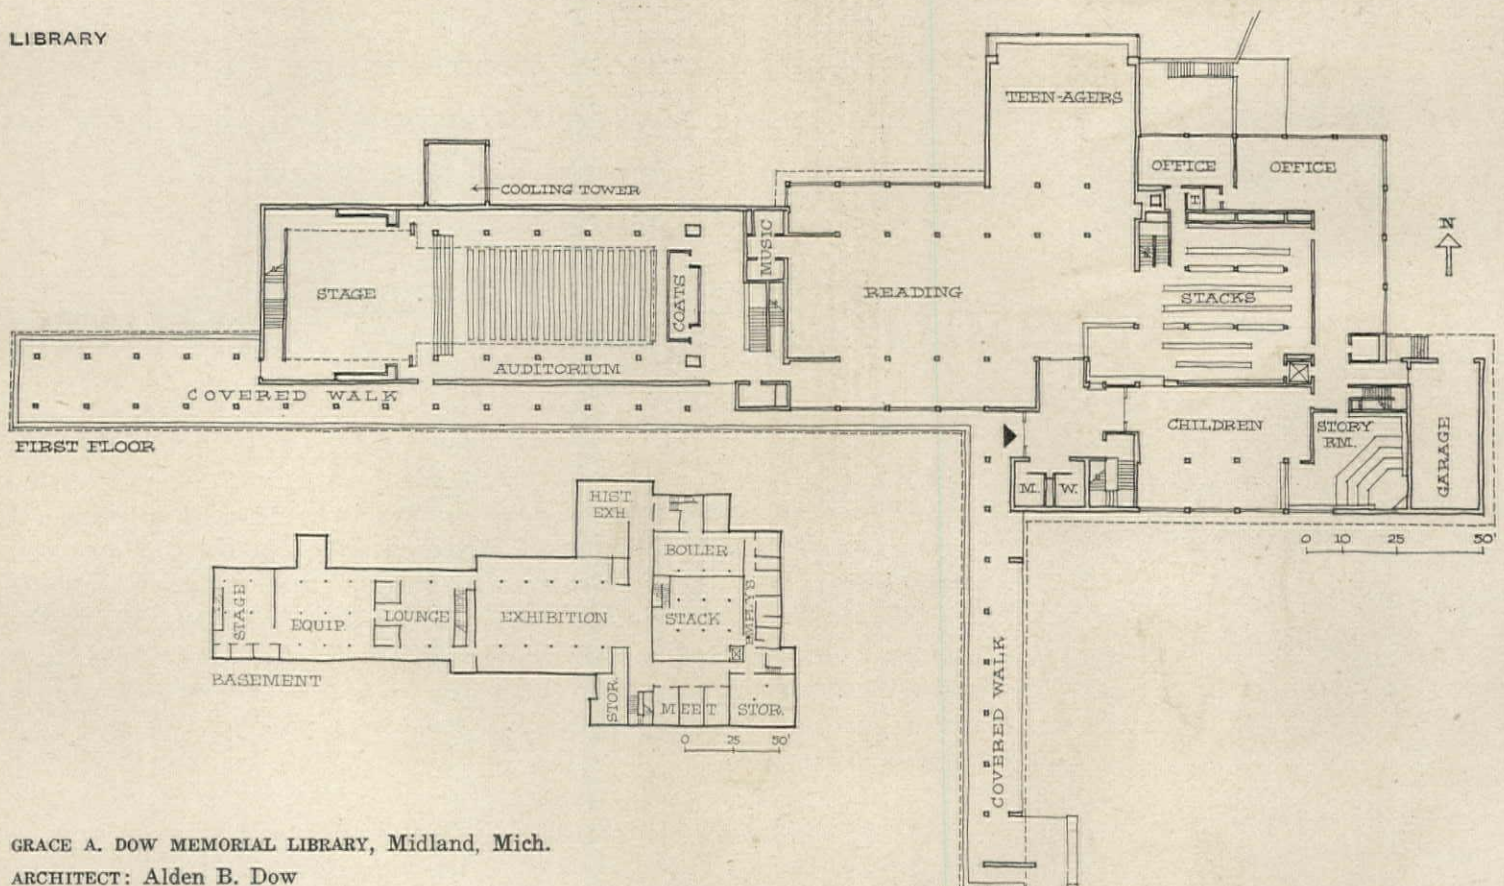 LIBRARY
TEEN-AGERS
OFFICE
OFFICE
H
COOLING TOWER
N
MUSIC
STAGE
COATS
READING
STACKS
AUDITORIUM
COVERED WALK
FIRST FLOOR
CHILDREN
STORY
RM.
GARAGE
M.
W.
0 10 25 50'
COVERED WALK
HIST.
EXH
BOILER
STAGE
EQUIP.
LOUNGE
EXHIBITION
STACK
EMPLYS.
BASEMENT
STOR.
MEET
STOR.
0 25 50'
GRACE A. DOW MEMORIAL LIBRARY, Midland, Mich.
ARCHITECT: Alden B. Dow